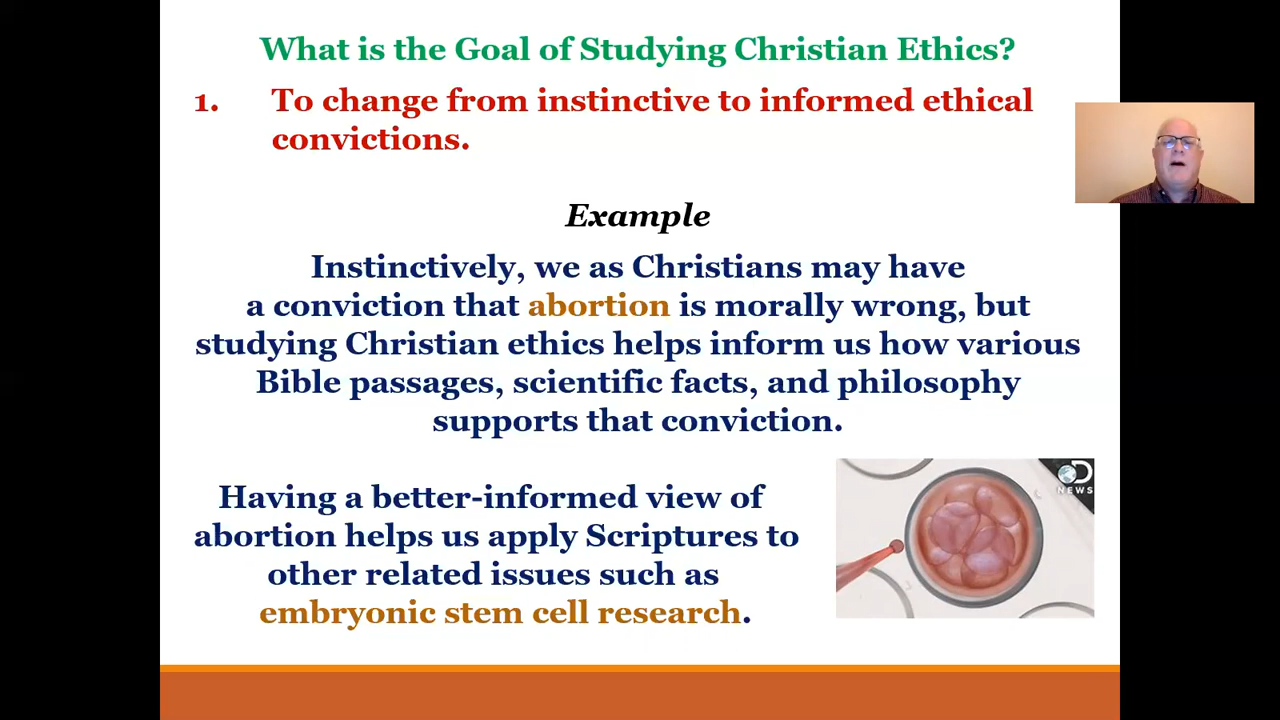 What is the Goal of Studying Christian Ethics?
1. To change from instinctive to informed ethical
convictions.
Example
Instinctively, we as Christians may have
a conviction that abortion is morally wrong, but
studying Christian ethics helps inform us how various
Bible passages, scientific facts, and philosophy
supports that conviction.
Having a better-informed view of
abortion helps us apply Scriptures to
other related issues such as
embryonic stem cell research.
D
NEWS